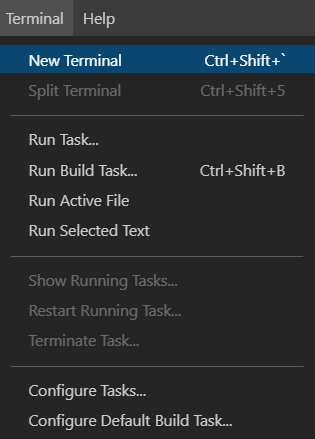 Terminal Help
New Terminal Ctrl+Shift+`
Split Terminal Ctrl+Shift+5
Run Task...
Run Build Task... Ctrl+Shift+B
Run Active File
Run Selected Text
Show Running Tasks...
Restart Running Task...
Terminate Task...
Configure Tasks...
Configure Default Build Task...